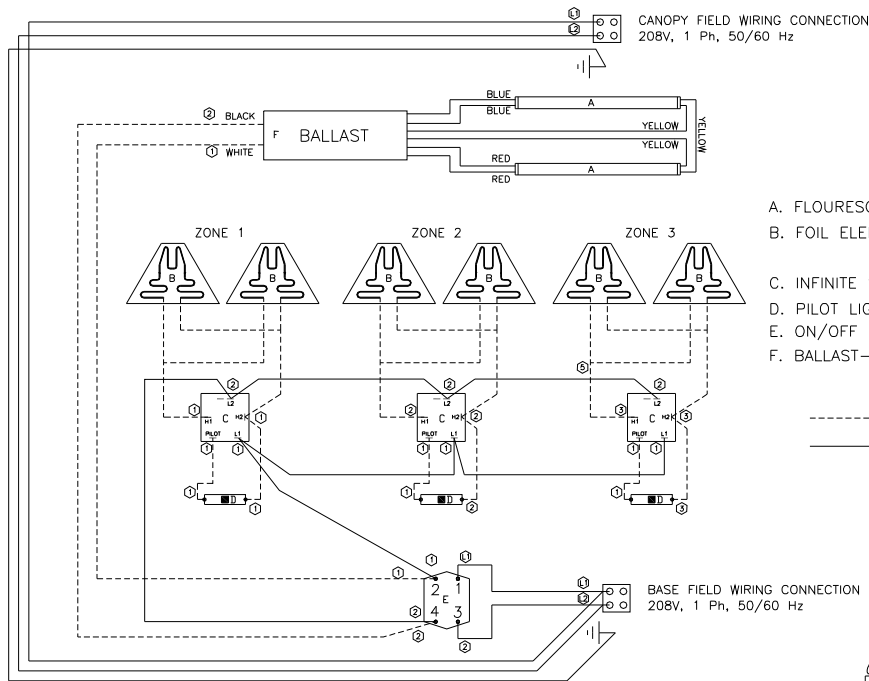 L1
L2
CANOPY FIELD WIRING CONNECTION
208V, 1 Ph, 50/60 Hz
2 BLACK
1 WHITE
F BALLAST
BLUE
BLUE
A
YELLOW
YELLOW
YELLOW
RED
RED
A
ZONE 1
ZONE 2
ZONE 3
B
B
B
B
B
B
A. FLOURESC
B. FOIL ELE
C. INFINITE
D. PILOT LIG
E. ON/OFF
F. BALLAST-
5
2
2
2
L2
L2
L2
1
H1
C
H2
1
2
H1
C
H2
2
3
H1
C
H2
3
PILOT
L1
PILOT
L1
PILOT
L1
1
1
1
1
1
1
1
D
1
1
D
2
1
D
3
1
L1
1
2 1
E
4 3
2
2
2
L1
L2
BASE FIELD WIRING CONNECTION
208V, 1 Ph, 50/60 Hz